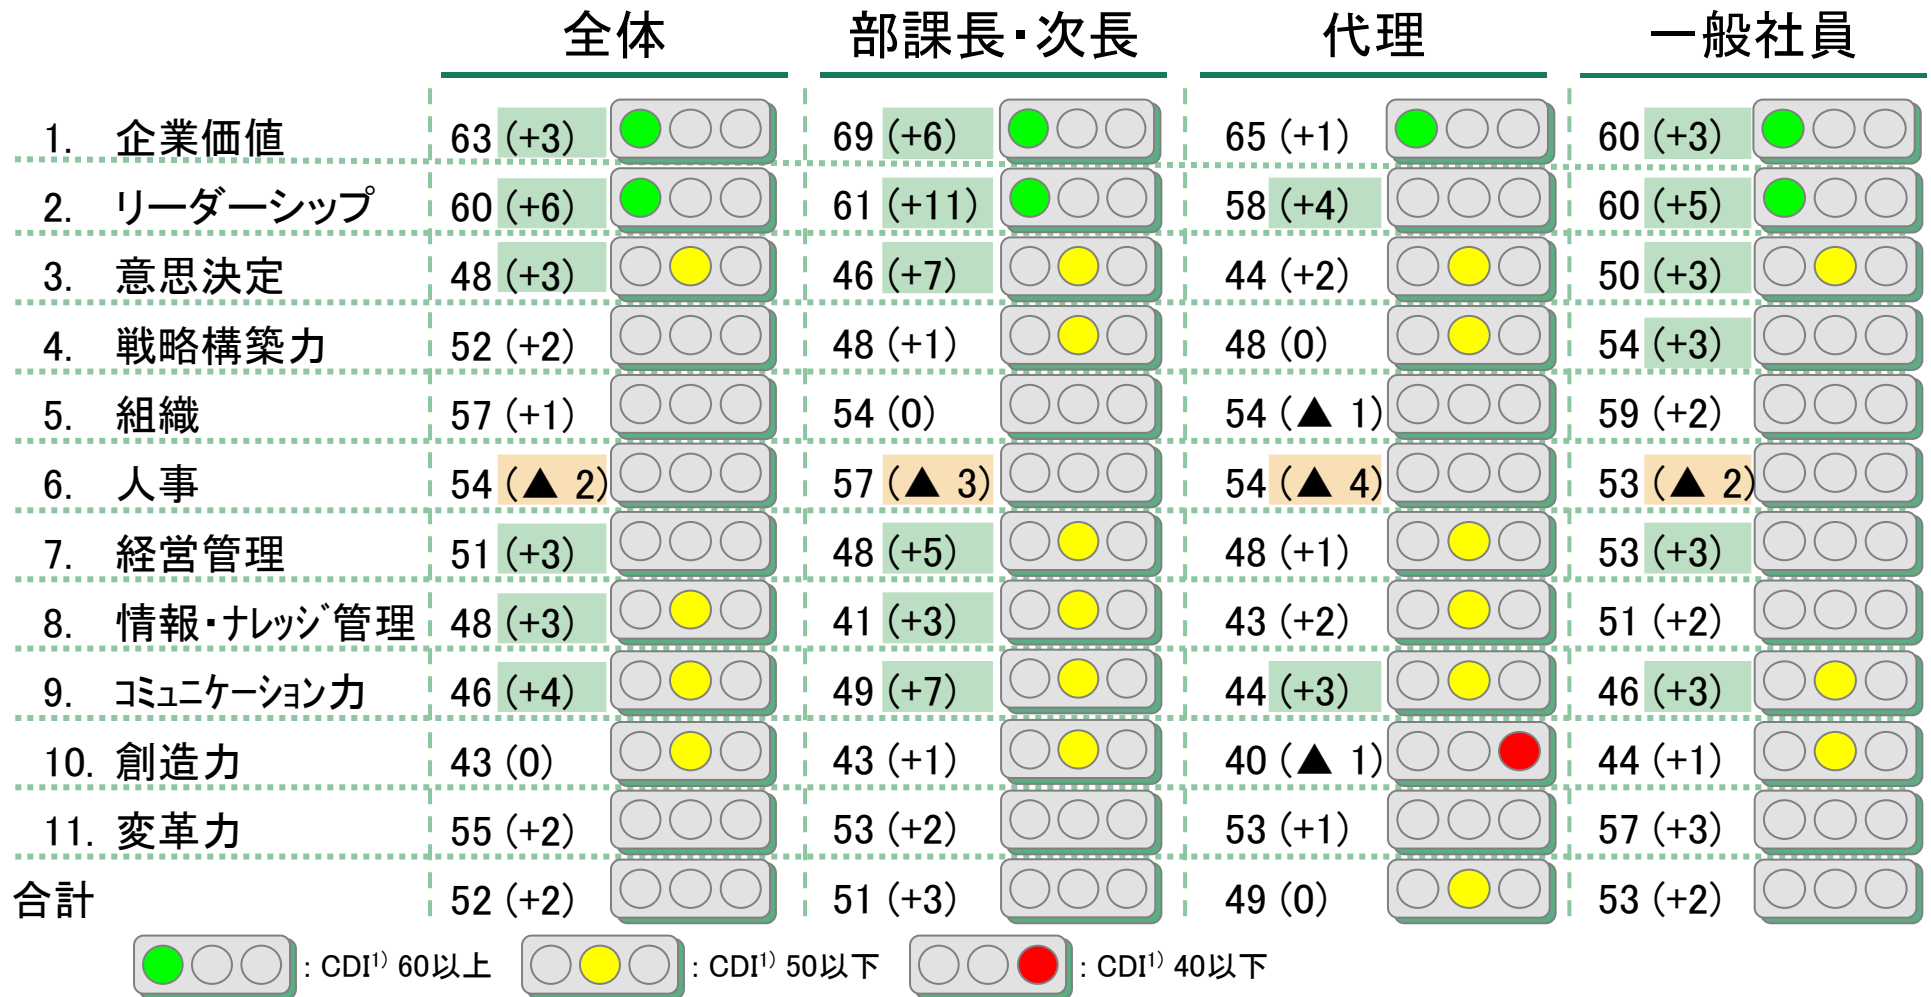 全体 部課長・次長 代理 一般社員
1. 企業価値 63 (+3) 69 (+6) 65 (+1) 60 (+3)
2. リーダーシップ 60 (+6) 61 (+11) 58 (+4) 60 (+5)
3. 意思決定 48 (+3) 46 (+7) 44 (+2) 50 (+3)
4. 戦略構築力 52 (+2) 48 (+1) 48 (0) 54 (+3)
5. 組織 57 (+1) 54 (0) 54 (▲ 1) 59 (+2)
6. 人事 54 (▲ 2) 57 (▲ 3) 54 (▲ 4) 53 (▲ 2)
7. 経営管理 51 (+3) 48 (+5) 48 (+1) 53 (+3)
8. 情報・ﾅﾚｯｼﾞ管理 48 (+3) 41 (+3) 43 (+2) 51 (+2)
9. ｺﾐｭﾆｹｰｼｮﾝ力 46 (+4) 49 (+7) 44 (+3) 46 (+3)
10. 創造力 43 (0) 43 (+1) 40 (▲ 1) 44 (+1)
11. 変革力 55 (+2) 53 (+2) 53 (+1) 57 (+3)
合計 52 (+2) 51 (+3) 49 (0) 53 (+2)
: CDI1) 60以上 : CDI1) 50以下 : CDI1) 40以下